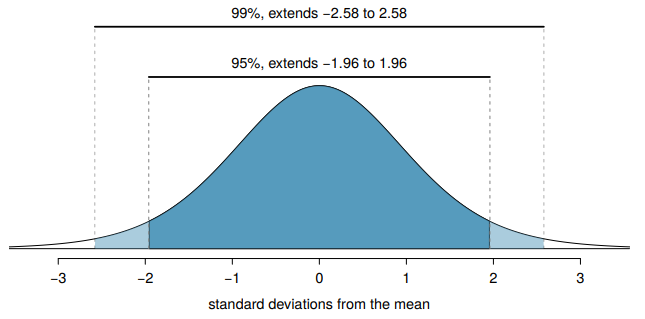 99%, extends −2.58 to 2.58
95%, extends −1.96 to 1.96
−3 −2 −1 0 1 2 3
standard deviations from the mean